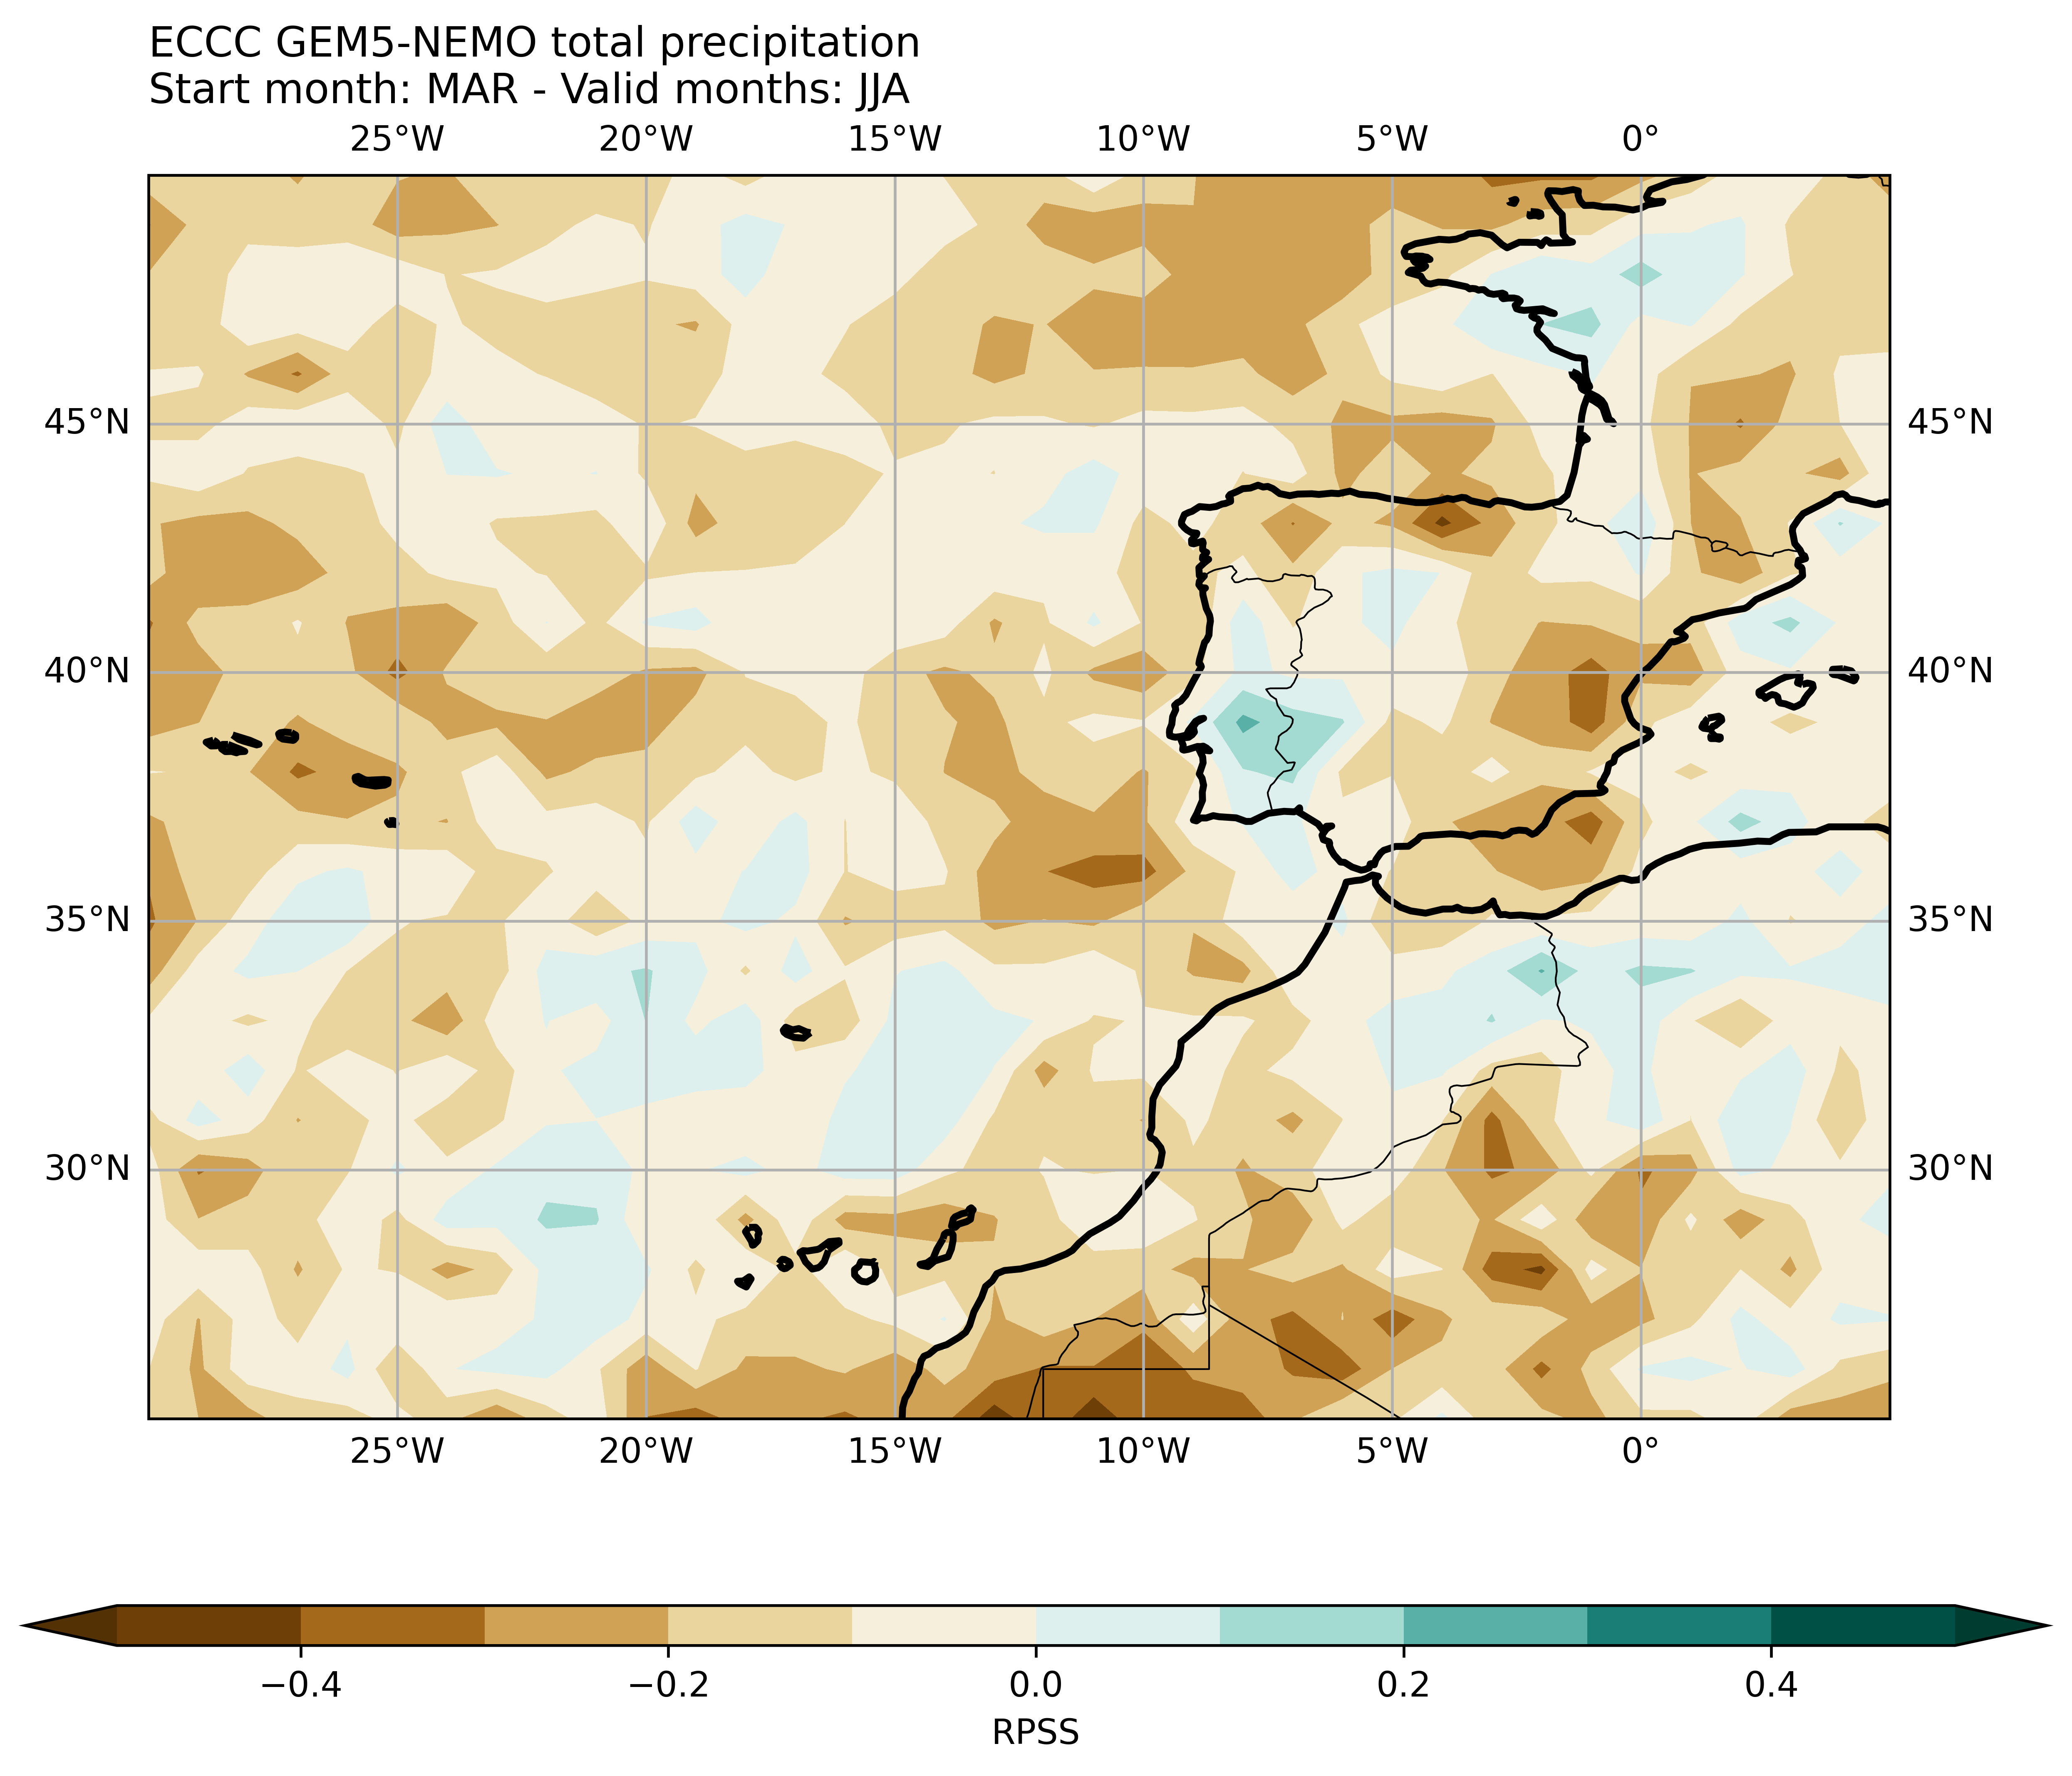 ECCC GEM5-NEMO total precipitation
Start month: MAR - Valid months: JJA
25°W 20°W 15°W 10°W 5°W 0°
45°N 45°N
40°N 40°N
35°N 35°N
30°N 30°N
25°W 20°W 15°W 10°W 5°W 0°
−0.4 −0.2 0.0 0.2 0.4
RPSS